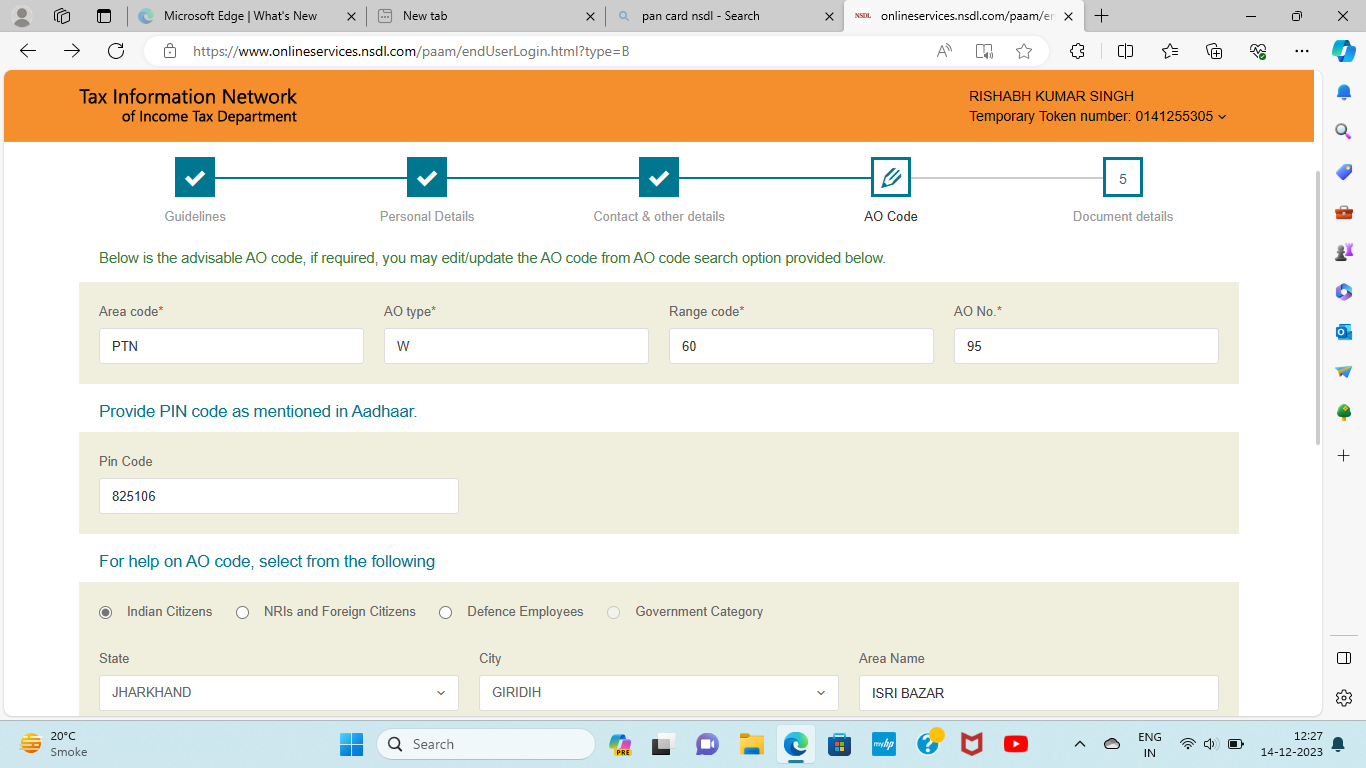 Microsoft Edge | What's New
New tab
pan card nsdl - Search
NSDL onlineservices.nsdl.com/paam/er
https://www.onlineservices.nsdl.com/paam/endUserLogin.html?type=B
Tax Information Network
of Income Tax Department
RISHABH KUMAR SINGH
Temporary Token number: 0141255305
5
Guidelines Personal Details Contact & other details AO Code Document details
Below is the advisable AO code, if required, you may edit/update the AO code from AO code search option provided below.
Area code* AO type* Range code* AO No.*
PTN W 60 95
Provide PIN code as mentioned in Aadhaar.
Pin Code
825106
For help on AO code, select from the following
Indian Citizens NRIs and Foreign Citizens Defence Employees Government Category
State City Area Name
JHARKHAND GIRIDIH ISRI BAZAR
20°C
Smoke
Search
PRE
myhp
ENG
IN
12:27
14-12-2023